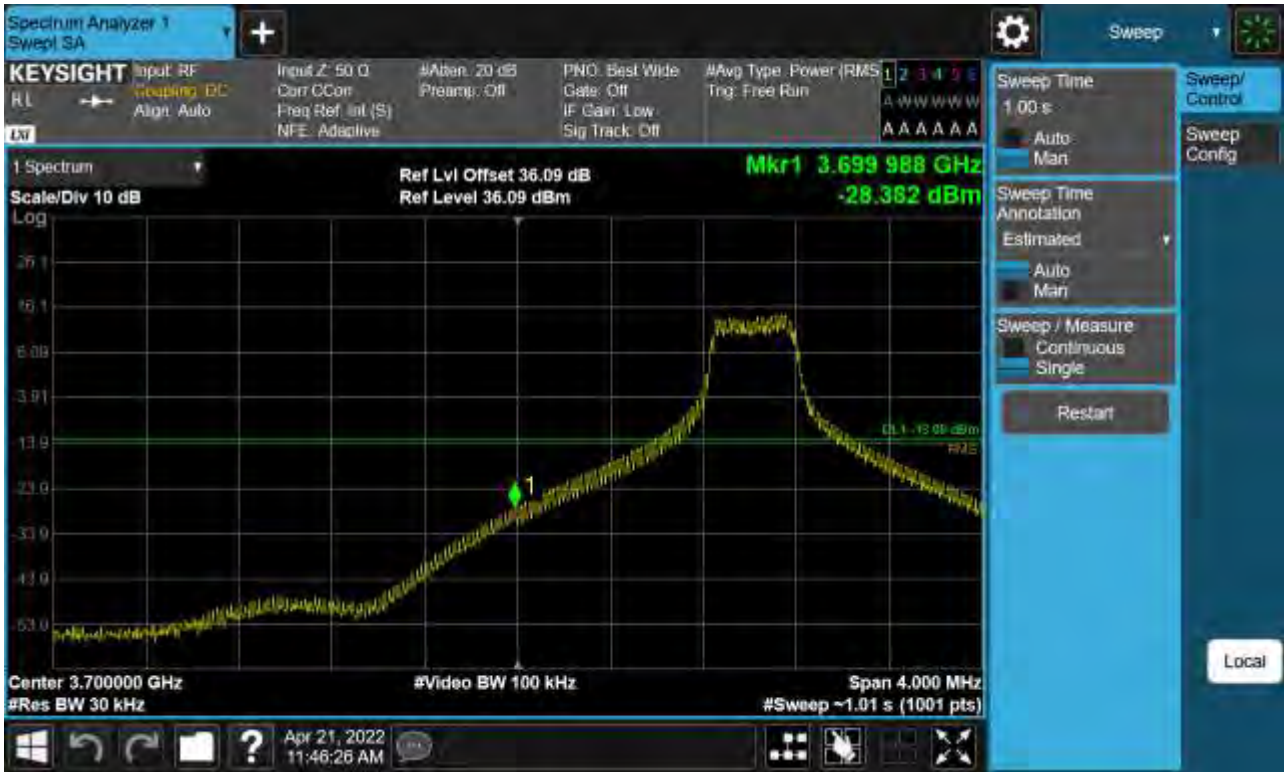 Spectrum Analyzer 1
Swept SA
+
Sweep
KEYSIGHT
RL
LXI
Input: RF
Coupling: DC
Align: Auto
Input Z: 50 Ω
Corr CCorr
Freq Ref: Int (S)
NFE: Adaptive
#Atten: 20 dB
Preamp: Off
PNO: Best Wide
Gate: Off
IF Gain: Low
Sig Track: Off
#Avg Type: Power (RMS
Trig: Free Run
1 2 3 4 5 6
A W W W W W
A A A A A A
1 Spectrum
Scale/Div 10 dB
Log
Ref Lvl Offset 36.09 dB
Ref Level 36.09 dBm
Mkr1 3.699 988 GHz
-28.382 dBm
26.1
16.1
6.09
-3.91
-13.9
-23.9
-33.9
-43.9
-53.9
RMS
1
Center 3.700000 GHz
#Res BW 30 kHz
#Video BW 100 kHz
Span 4.000 MHz
#Sweep ~1.01 s (1001 pts)
Sweep Time
1.00 s
Auto
Man
Sweep Time
Annotation
Estimated
Auto
Man
Sweep / Measure
Continuous
Single
Restart
Sweep/
Control
Sweep
Config
Local
?
Apr 21, 2022
11:46:26 AM